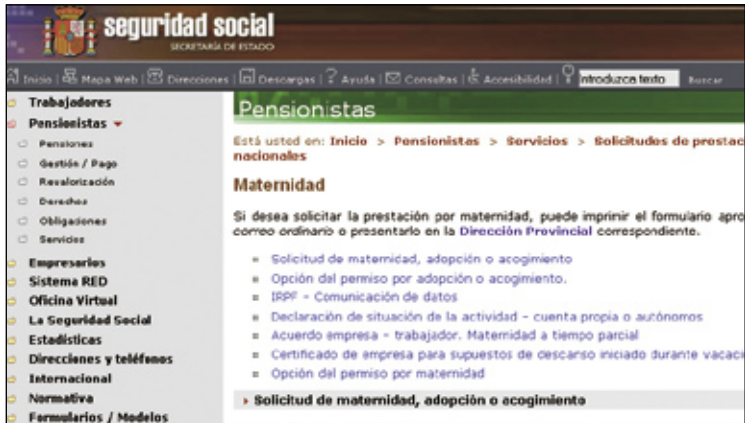 seguridad social
SECRETARÍA DE ESTADO
Inicio | Mapa Web | Direcciones | Descargas | Ayuda | Consultas | Accesibilidad | Introduzca texto Buscar
Trabajadores
Pensionistas
Pensiones
Gestión / Pago
Revalorización
Derechos
Obligaciones
Servicios
Empresarios
Sistema RED
Oficina Virtual
La Seguridad Social
Estadísticas
Direcciones y teléfonos
Internacional
Normativa
Formularios / Modelos
Pensionistas
Está usted en: Inicio > Pensionistas > Servicios > Solicitudes de prestac
nacionales
Maternidad
Si desea solicitar la prestación por maternidad, puede imprimir el formulario apro
correo ordinario o presentarlo en la Dirección Provincial correspondiente.
Solicitud de maternidad, adopción o acogimiento
Opción del permiso por adopción o acogimiento.
IRPF - Comunicación de datos
Declaración de situación de la actividad - cuenta propia o autónomos
Acuerdo empresa - trabajador. Maternidad a tiempo parcial
Certificado de empresa para supuestos de descanso iniciado durante vacaci
Opción del permiso por maternidad
Solicitud de maternidad, adopción o acogimiento